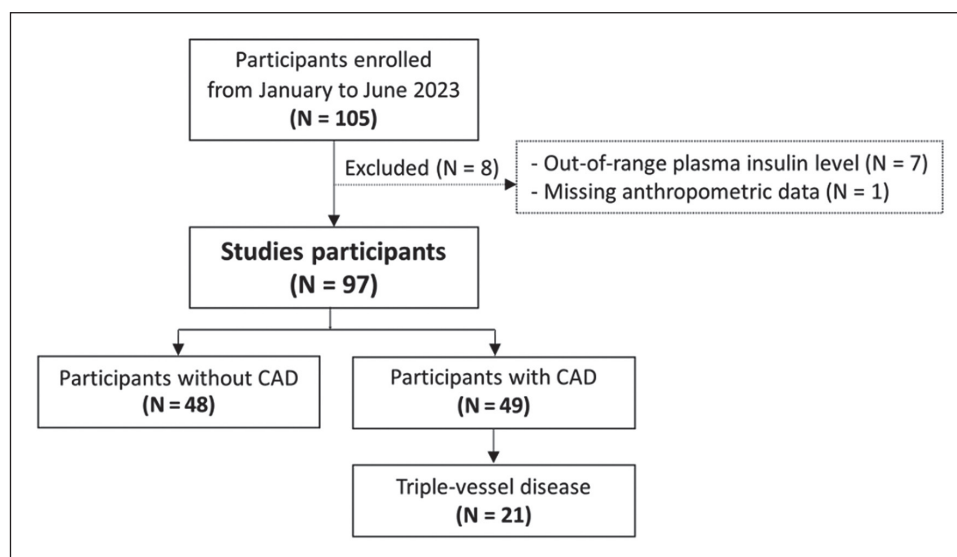 Participants enrolled
from January to June 2023
(N = 105)
Excluded (N = 8)
- Out-of-range plasma insulin level (N = 7)
- Missing anthropometric data (N = 1)
Studies participants
(N = 97)
Participants without CAD
(N = 48)
Participants with CAD
(N = 49)
Triple-vessel disease
(N = 21)